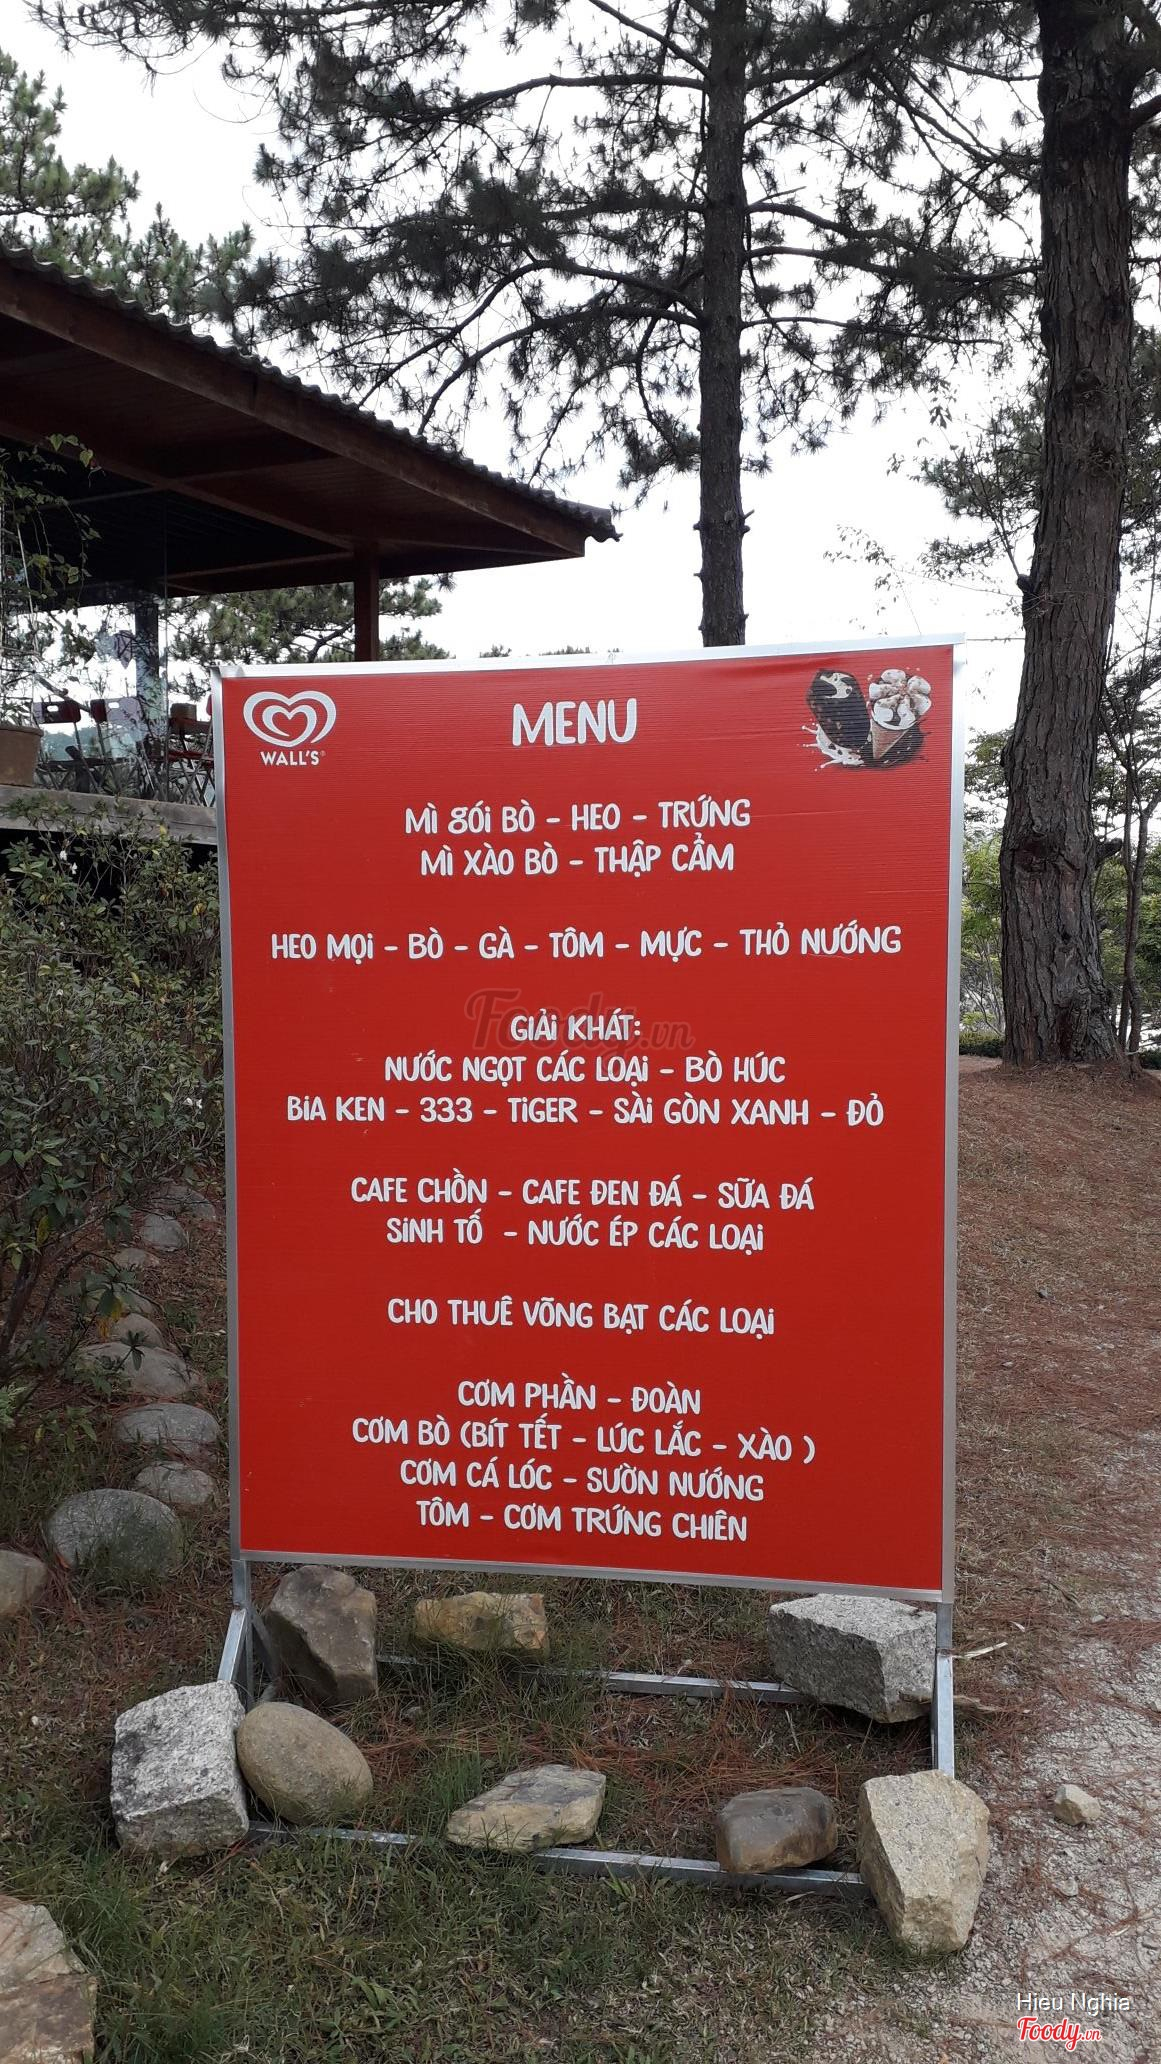 WALL'S
MENU
MÌ GÓI BÒ - HEO - TRỨNG
MÌ XÀO BÒ - THẬP CẨM
HEO MỌI - BÒ - GÀ - TÔM - MỰC - THỎ NƯỚNG
Foody.vn
GIẢI KHÁT:
NƯỚC NGỌT CÁC LOẠI - BÒ HÚC
BIA KEN - 333 - TIGER - SÀI GÒN XANH - ĐỎ
CAFE CHỒN - CAFE ĐEN ĐÁ - SỮA ĐÁ
SINH TỐ - NƯỚC ÉP CÁC LOẠI
CHO THUÊ VÕNG BẠT CÁC LOẠI
CƠM PHẦN - ĐOÀN
CƠM BÒ (BÍT TẾT - LÚC LẮC - XÀO )
CƠM CÁ LÓC - SƯỜN NƯỚNG
TÔM - CƠM TRỨNG CHIÊN
Hieu Nghia
Foody.vn